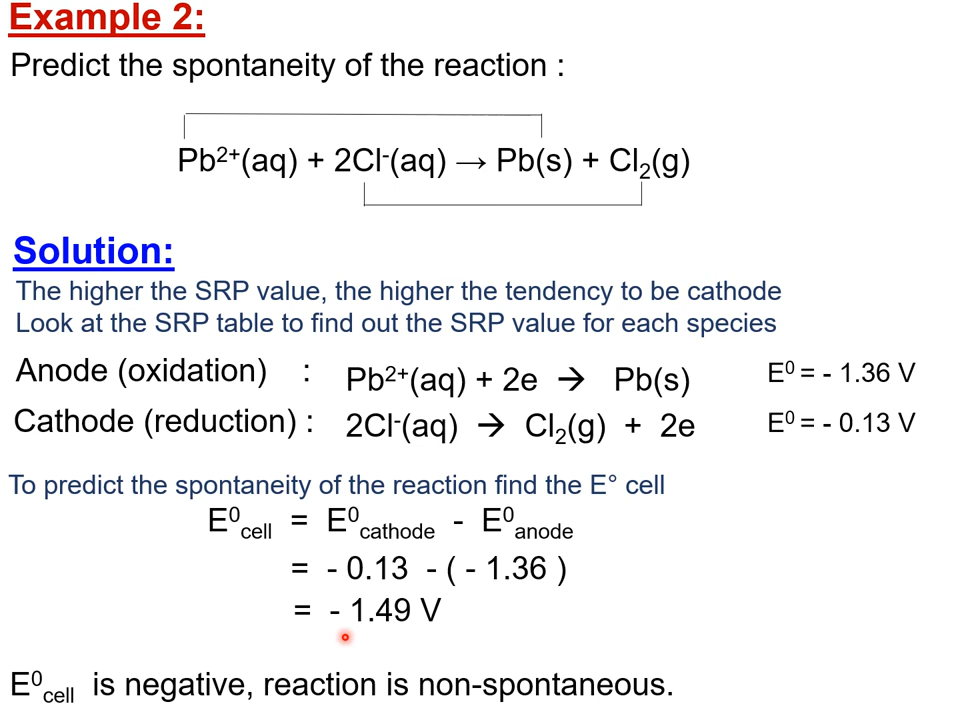 Example 2:
Predict the spontaneity of the reaction :
Pb²⁺(aq) + 2Cl⁻(aq) → Pb(s) + Cl₂(g)
Solution:
The higher the SRP value, the higher the tendency to be cathode
Look at the SRP table to find out the SRP value for each species
Anode (oxidation) : Pb²⁺(aq) + 2e → Pb(s) E⁰ = - 1.36 V
Cathode (reduction) : 2Cl⁻(aq) → Cl₂(g) + 2e E⁰ = - 0.13 V
To predict the spontaneity of the reaction find the E° cell
E⁰cell = E⁰cathode - E⁰anode
= - 0.13 - ( - 1.36 )
= - 1.49 V
E⁰cell is negative, reaction is non-spontaneous.